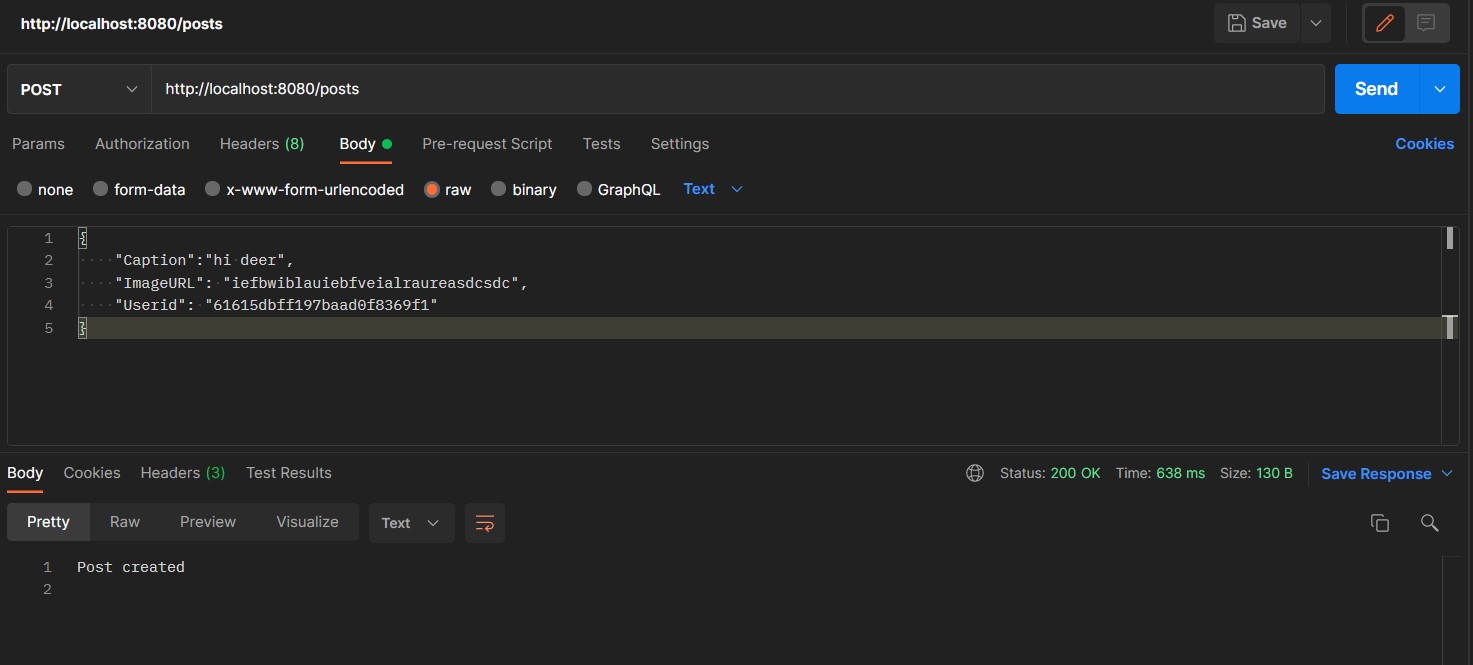 http://localhost:8080/posts
Save
POST http://localhost:8080/posts Send
Params Authorization Headers (8) Body Pre-request Script Tests Settings Cookies
none form-data x-www-form-urlencoded raw binary GraphQL Text
1 {
2 "Caption":"hi deer",
3 "ImageURL": "iefbwiblauiebfveialraureasdcsdc",
4 "Userid": "61615dbff197baad0f8369f1"
5 }
Body Cookies Headers (3) Test Results Status: 200 OK Time: 638 ms Size: 130 B Save Response
Pretty Raw Preview Visualize Text
1 Post created
2